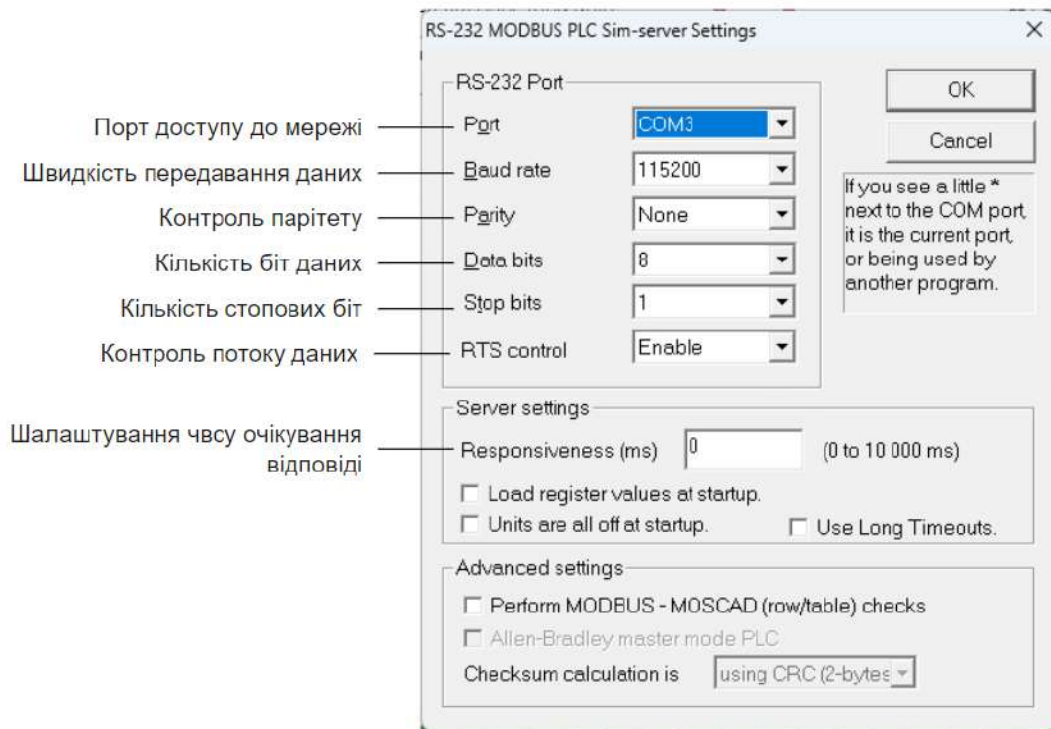 RS-232 MODBUS PLC Sim-server Settings
RS-232 Port
OK
Порт доступу до мережі
Port
COM3
Cancel
Швидкість передавання даних
Baud rate
115200
If you see a little *
next to the COM port,
it is the current port,
or being used by
another program.
Контроль парітету
Parity
None
Кількість біт даних
Data bits
8
Кількість стопових біт
Stop bits
1
Контроль потоку даних
RTS control
Enable
Server settings
Шалаштування чвсу очікування
відповіді
Responsiveness (ms)
0
(0 to 10 000 ms)
Load register values at startup.
Units are all off at startup.
Use Long Timeouts.
Advanced settings
Perform MODBUS - MOSCAD (row/table) checks
Allen-Bradley master mode PLC
Checksum calculation is
using CRC (2-bytes